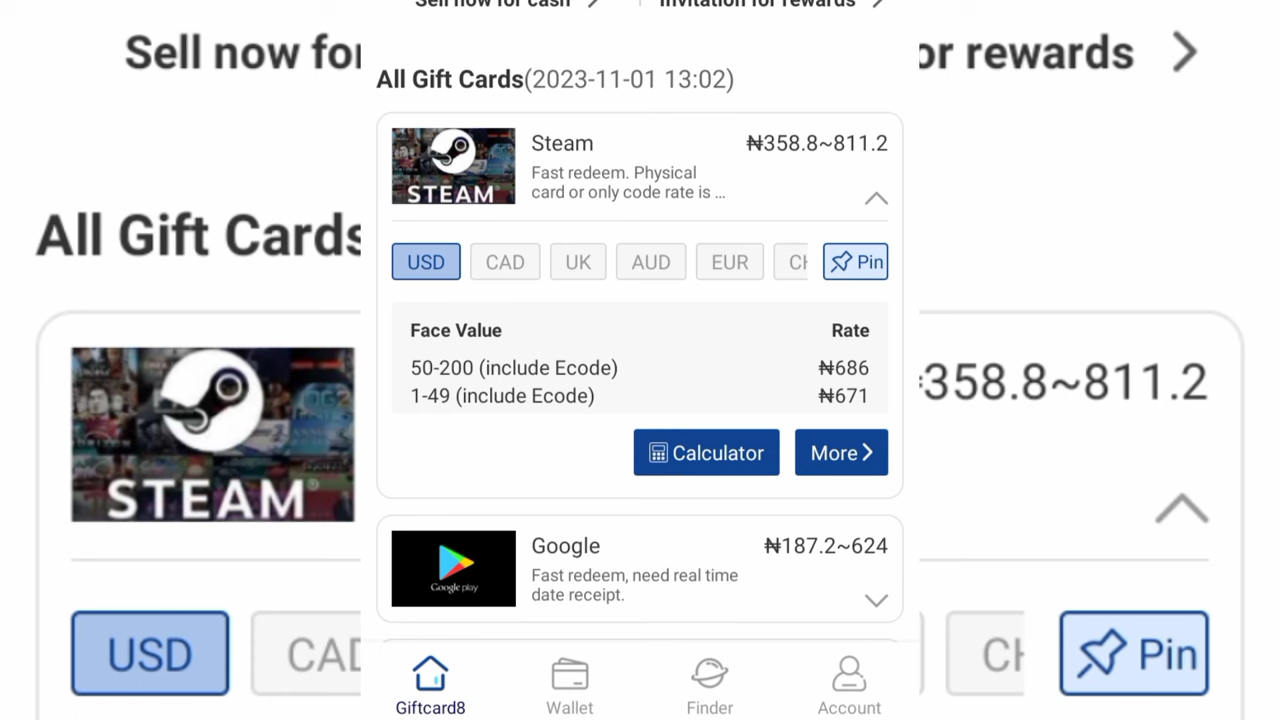 Sell now for cash
Invitation for rewards
Sell now for
or rewards
All Gift Cards(2023-11-01 13:02)
All Gift Cards
STEAM
Steam
₦358.8~811.2
Fast redeem. Physical
card or only code rate is ...
USD CAD UK AUD EUR CH Pin
Face Value Rate
50-200 (include Ecode) ₦686
1-49 (include Ecode) ₦671
Calculator More
Google play
Google
₦187.2~624
Fast redeem, need real time
date receipt.
Giftcard8 Wallet Finder Account
STEAM
358.8~811.2
USD CAD CH Pin